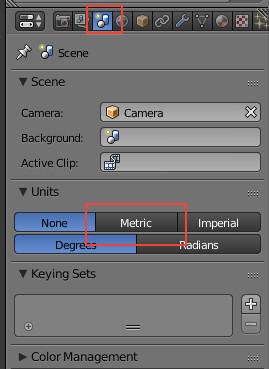 Scene
Scene
Camera:
Camera
Background:
Active Clip:
Units
None
Metric
Imperial
Degrees
Radians
Keying Sets
Color Management